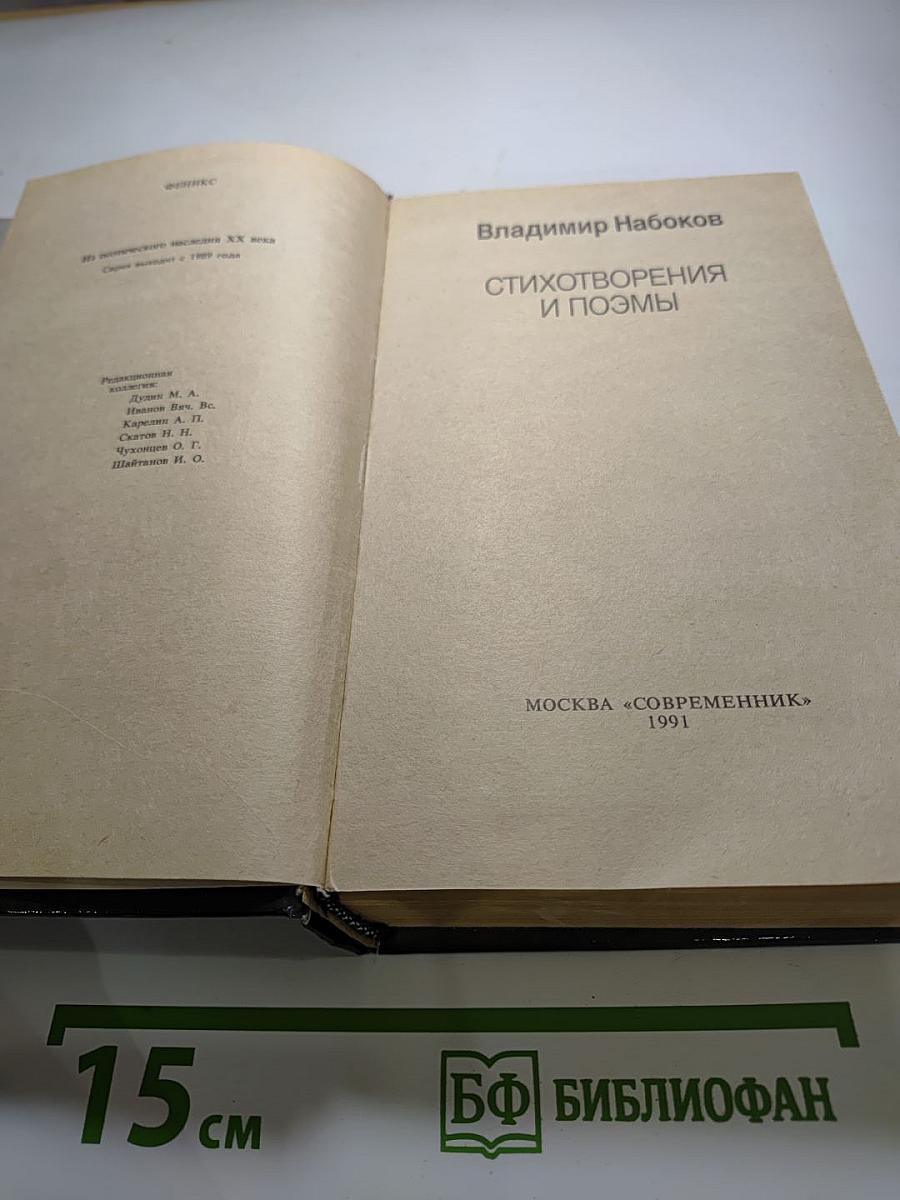 ФЕНИКС
Из поэтического наследия XX века
Серия выходит с 1989 года
Редакционная
коллегия:
Дудин М. А.
Иванов Вяч. Вс.
Карелин А. П.
Скатов Н. Н.
Чухонцев О. Г.
Шайтанов И. О.
Владимир Набоков
СТИХОТВОРЕНИЯ
И ПОЭМЫ
МОСКВА «СОВРЕМЕННИК»
1991
15 см
БФ БИБЛИОФАН